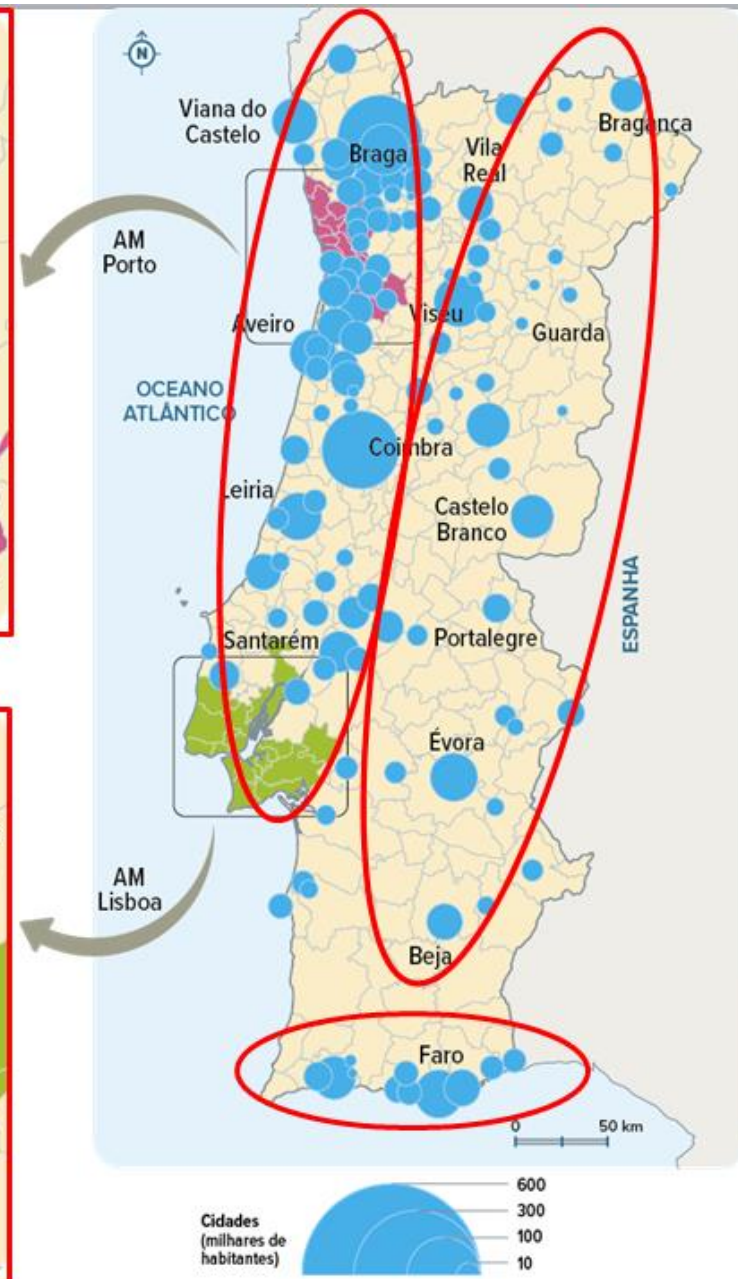 N
Viana do
Castelo
Braga
Vila
Real
Bragança
AM
Porto
Aveiro
Viseu
Guarda
OCEANO
ATLÂNTICO
Coimbra
Leiria
Castelo
Branco
ESPANHA
Santarém
Portalegre
Évora
AM
Lisboa
Beja
Faro
0 50 km
Cidades
(milhares de
habitantes)
600
300
100
10